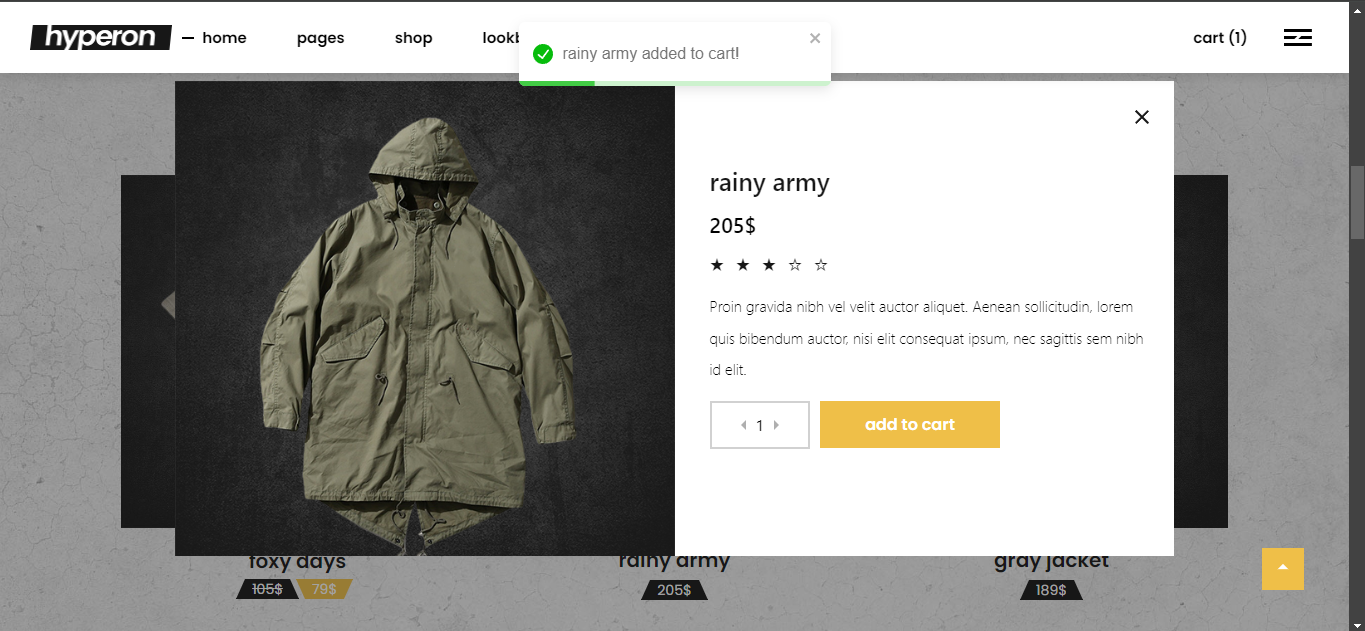 hyperon
home
pages
shop
cart (1)
rainy army added to cart!
rainy army
205$
Proin gravida nibh vel velit auctor aliquet. Aenean sollicitudin, lorem
quis bibendum auctor, nisi elit consequat ipsum, nec sagittis sem nibh
id elit.
1
add to cart
foxy days
rainy army
gray jacket
105$ 79$
205$
189$